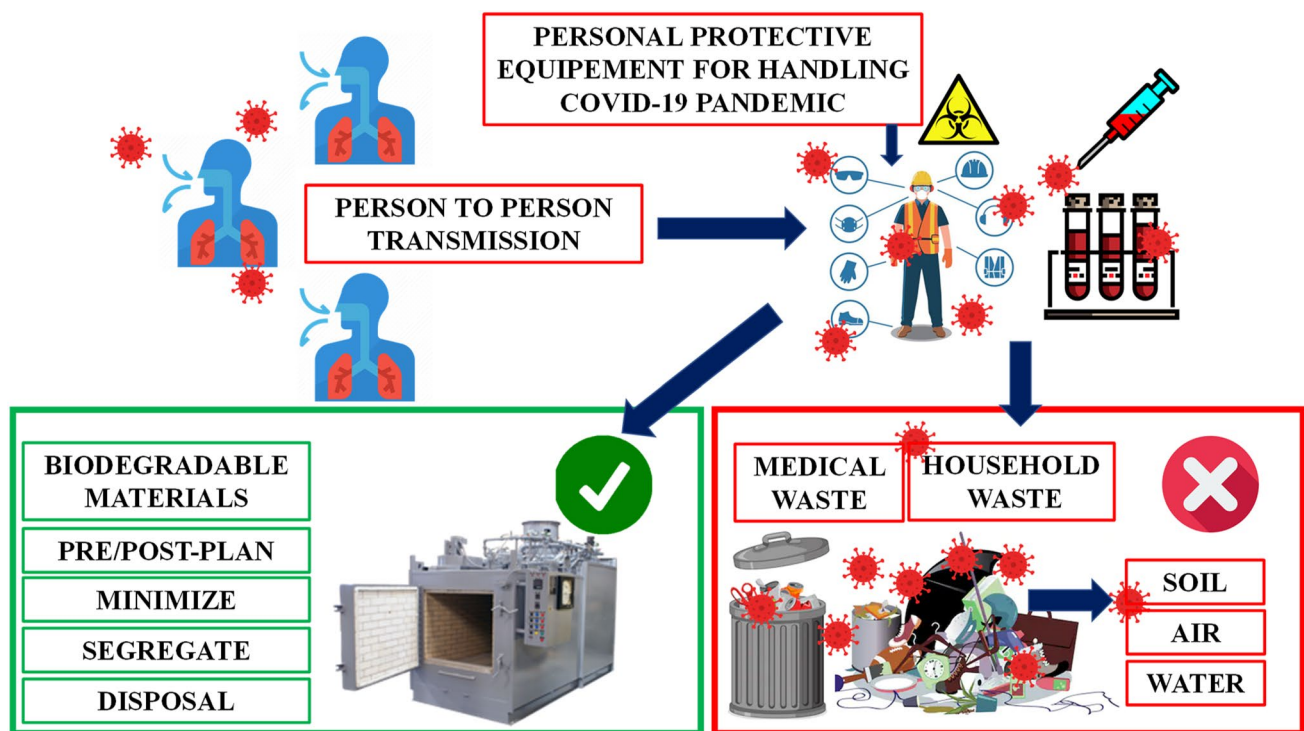 PERSONAL PROTECTIVE
EQUIPEMENT FOR HANDLING
COVID-19 PANDEMIC
PERSON TO PERSON
TRANSMISSION
BIODEGRADABLE
MATERIALS
PRE/POST-PLAN
MINIMIZE
SEGREGATE
DISPOSAL
MEDICAL
WASTE
HOUSEHOLD
WASTE
SOIL
AIR
WATER